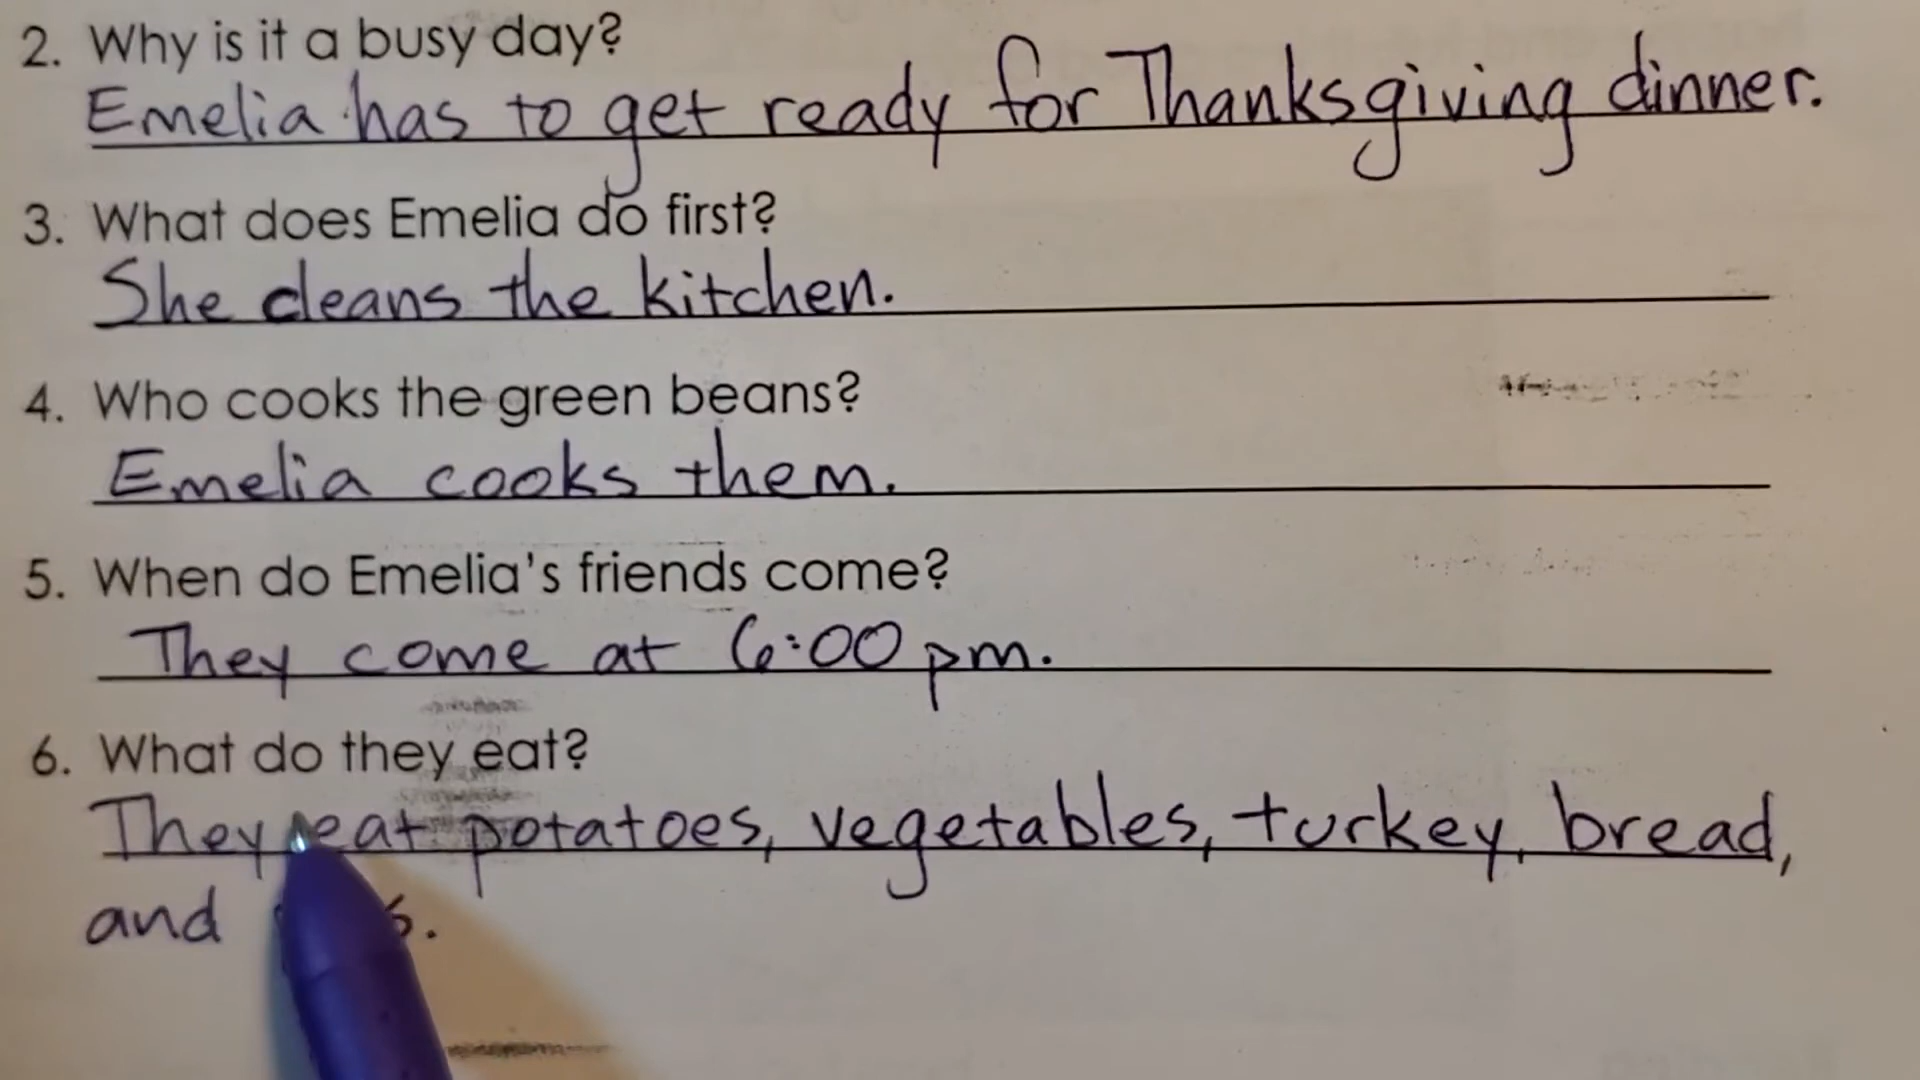 2. Why is it a busy day?
Emelia has to get ready for Thanksgiving dinner.
3. What does Emelia do first?
She cleans the kitchen.
4. Who cooks the green beans?
Emelia cooks them.
5. When do Emelia's friends come?
They come at 6:00 pm.
6. What do they eat?
They eat potatoes, vegetables, turkey, bread,
and